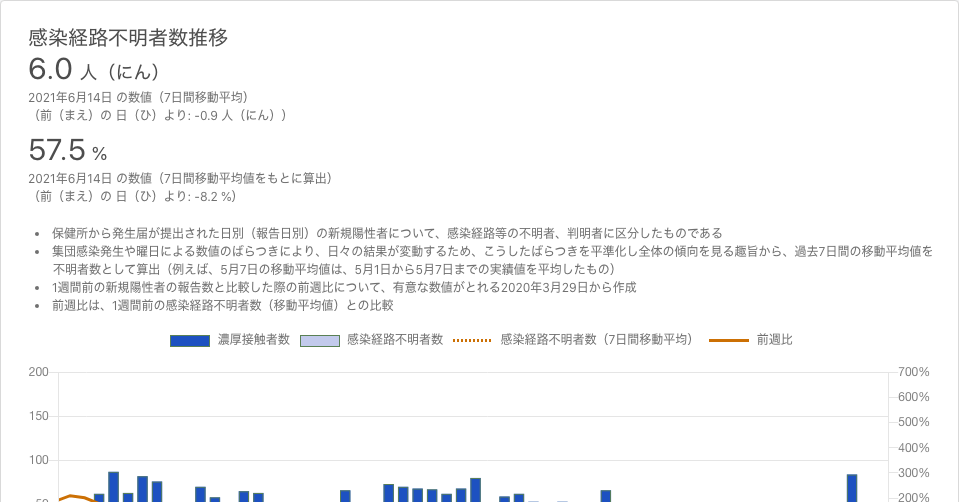 感染経路不明者数推移
6.0 人（にん）
2021年6月14日 の数値（7日間移動平均）
（前（まえ）の 日（ひ）より: -0.9 人（にん））
57.5 %
2021年6月14日 の数値（7日間移動平均値をもとに算出）
（前（まえ）の 日（ひ）より: -8.2 %）
• 保健所から発生届が提出された日別（報告日別）の新規陽性者について、感染経路等の不明者、判明者に区分したものである
• 集団感染発生や曜日による数値のばらつきにより、日々の結果が変動するため、こうしたばらつきを平準化し全体の傾向を見る趣旨から、過去7日間の移動平均値を
不明者数として算出（例えば、5月7日の移動平均値は、5月1日から5月7日までの実績値を平均したもの）
• 1週間前の新規陽性者の報告数と比較した際の前週比について、有意な数値がとれる2020年3月29日から作成
• 前週比は、1週間前の感染経路不明者数（移動平均値）との比較
濃厚接触者数 感染経路不明者数 感染経路不明者数（7日間移動平均） 前週比
200 700%
600%
150
500%
400%
100
300%
50 200%